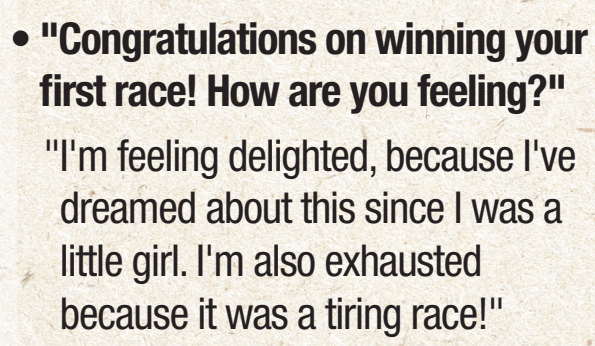 • "Congratulations on winning your
first race! How are you feeling?"
"I'm feeling delighted, because I've
dreamed about this since I was a
little girl. I'm also exhausted
because it was a tiring race!"